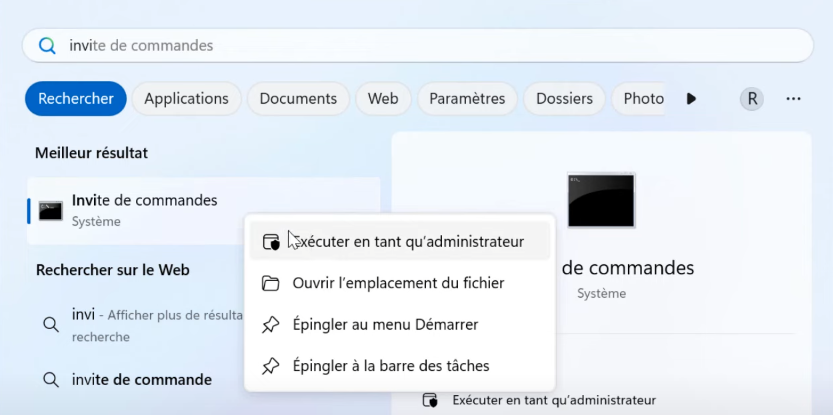 invite de commandes
Rechercher Applications Documents Web Paramètres Dossiers Photo R ...
Meilleur résultat
Invite de commandes
Système
Exécuter en tant qu'administrateur
Ouvrir l'emplacement du fichier
Épingler au menu Démarrer
Épingler à la barre des tâches
Rechercher sur le Web
invi - Afficher plus de résulta
recherche
invite de commande
de commandes
Système
Exécuter en tant qu'administrateur